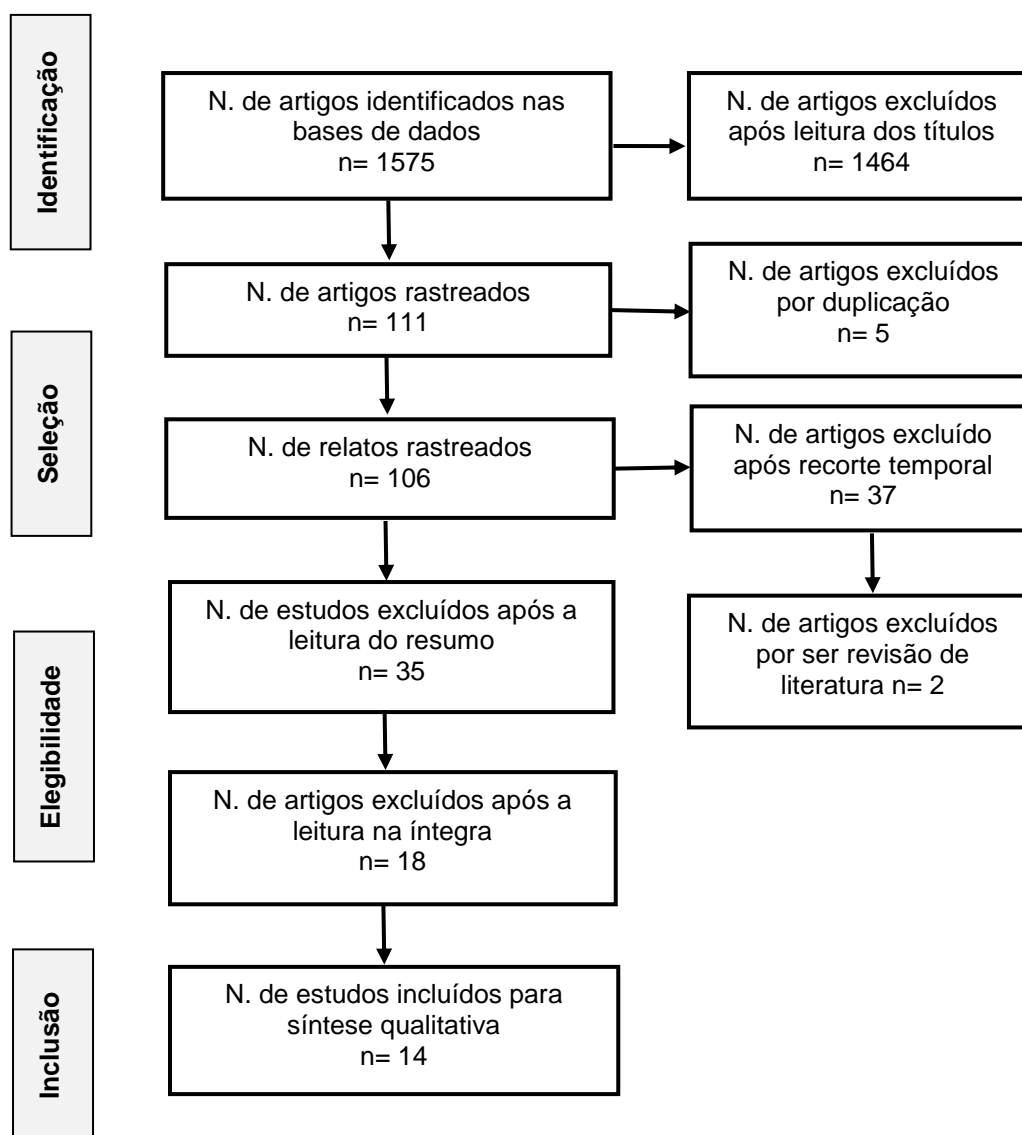 Identificação
N. de artigos identificados nas
bases de dados
n= 1575
N. de artigos excluídos
após leitura dos títulos
n= 1464
N. de artigos rastreados
n= 111
N. de artigos excluídos
por duplicação
n= 5
Seleção
N. de relatos rastreados
n= 106
N. de artigos excluído
após recorte temporal
n= 37
N. de estudos excluídos após a
leitura do resumo
n= 35
N. de artigos excluídos
por ser revisão de
literatura n= 2
Elegibilidade
N. de artigos excluídos após a
leitura na íntegra
n= 18
Inclusão
N. de estudos incluídos para
síntese qualitativa
n= 14